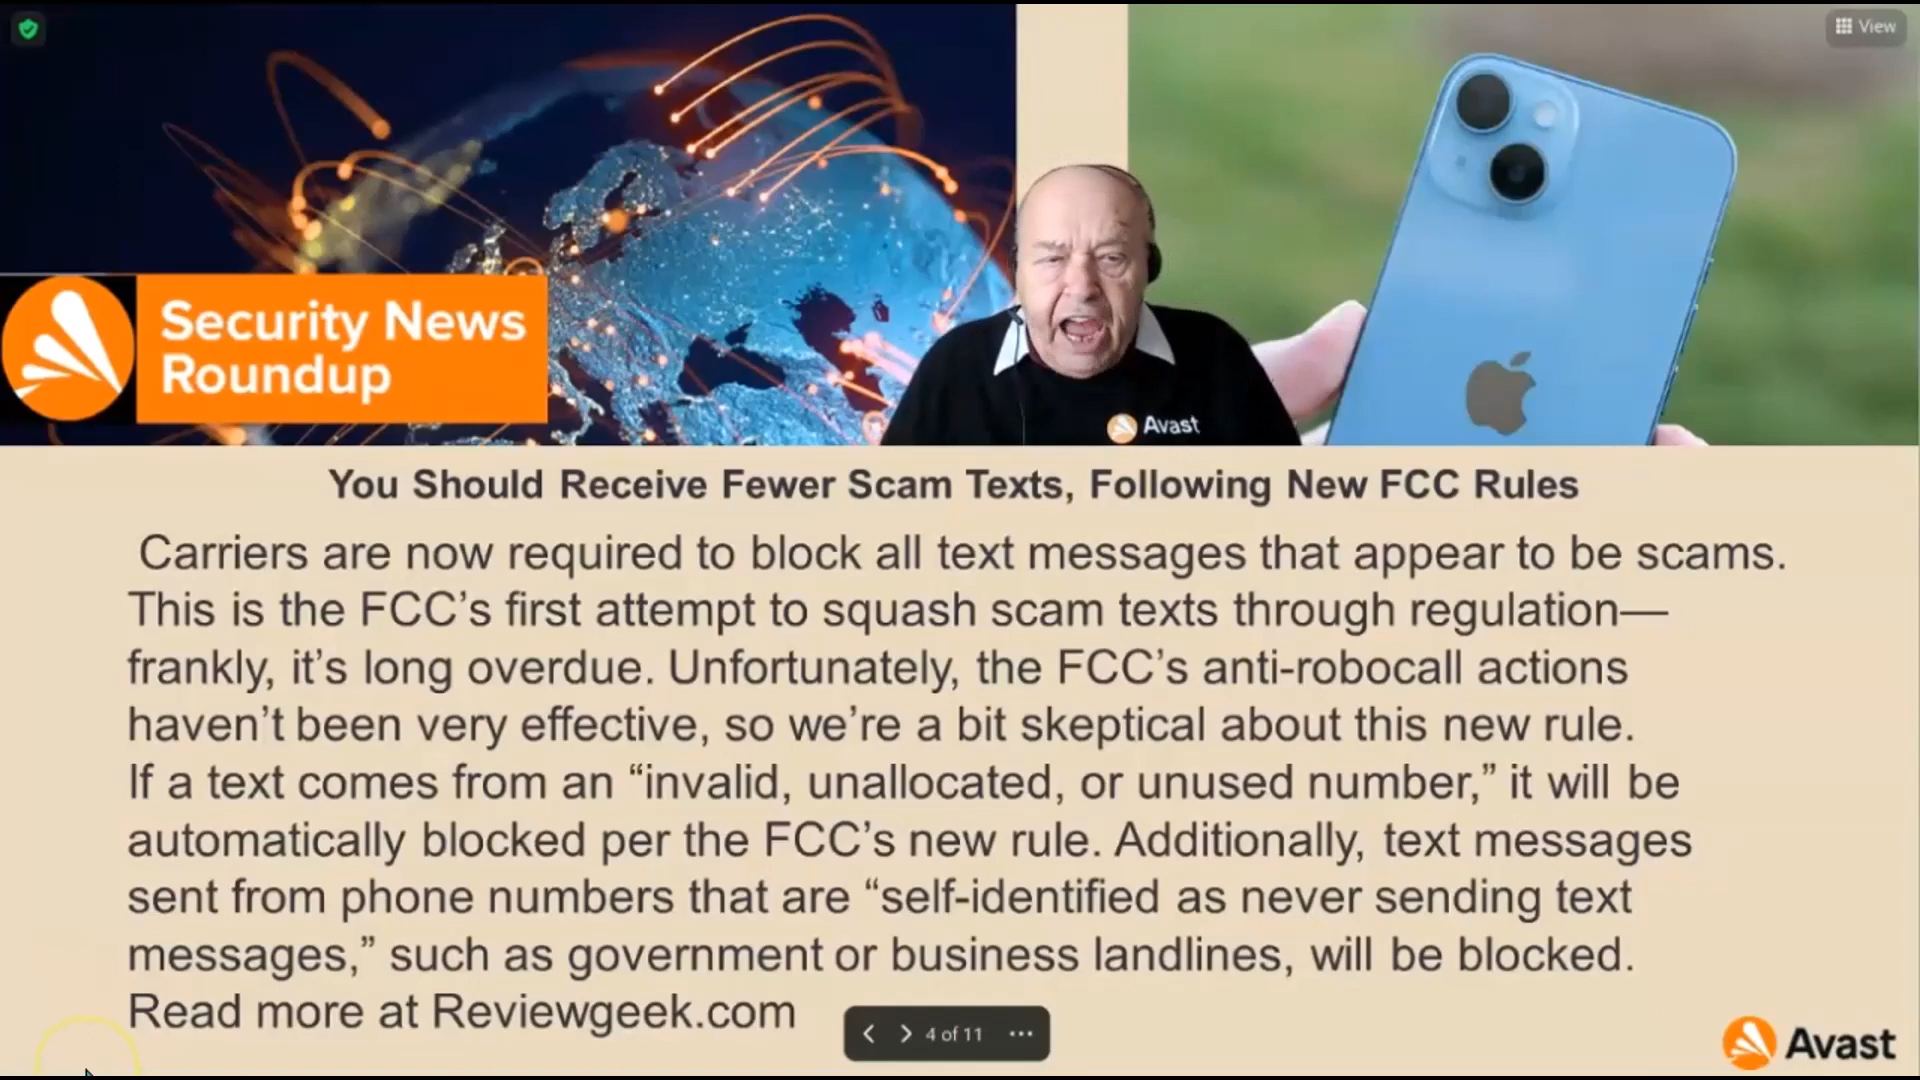 View
Security News
Roundup
Avast
You Should Receive Fewer Scam Texts, Following New FCC Rules
Carriers are now required to block all text messages that appear to be scams.
This is the FCC’s first attempt to squash scam texts through regulation—
frankly, it’s long overdue. Unfortunately, the FCC’s anti-robocall actions
haven’t been very effective, so we’re a bit skeptical about this new rule.
If a text comes from an “invalid, unallocated, or unused number,” it will be
automatically blocked per the FCC’s new rule. Additionally, text messages
sent from phone numbers that are “self-identified as never sending text
messages,” such as government or business landlines, will be blocked.
Read more at Reviewgeek.com
4 of 11
Avast